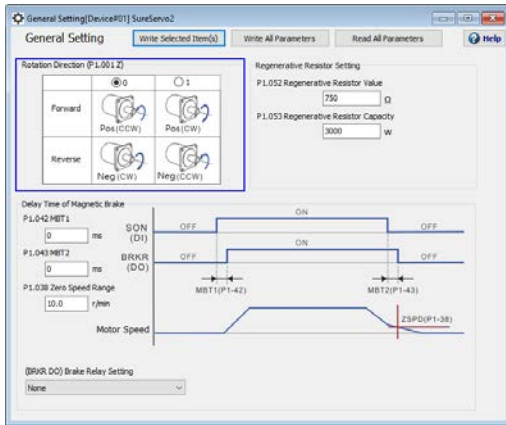 General Setting[Device#01] SureServo2
General Setting
Write Selected Item(s)
Write All Parameters
Read All Parameters
Help
Rotation Direction (P1.001 Z)
0 1
Forward
Pos(CCW) Pos(CW)
Reverse
Neg(CW) Neg(CCW)
Regenerative Resistor Setting
P1.052 Regenerative Resistor Value
750 Ω
P1.053 Regenerative Resistor Capacity
3000 W
Delay Time of Magnetic Brake
P1.042 MBT1
0 ms
P1.043 MBT2
0 ms
P1.038 Zero Speed Range
10.0 r/min
SON (DI) OFF ON OFF
BRKR (DO) OFF ON OFF
MBT1(P1-42) MBT2(P1-43)
ZSPD(P1-38)
Motor Speed
(BRKR DO) Brake Relay Setting
None